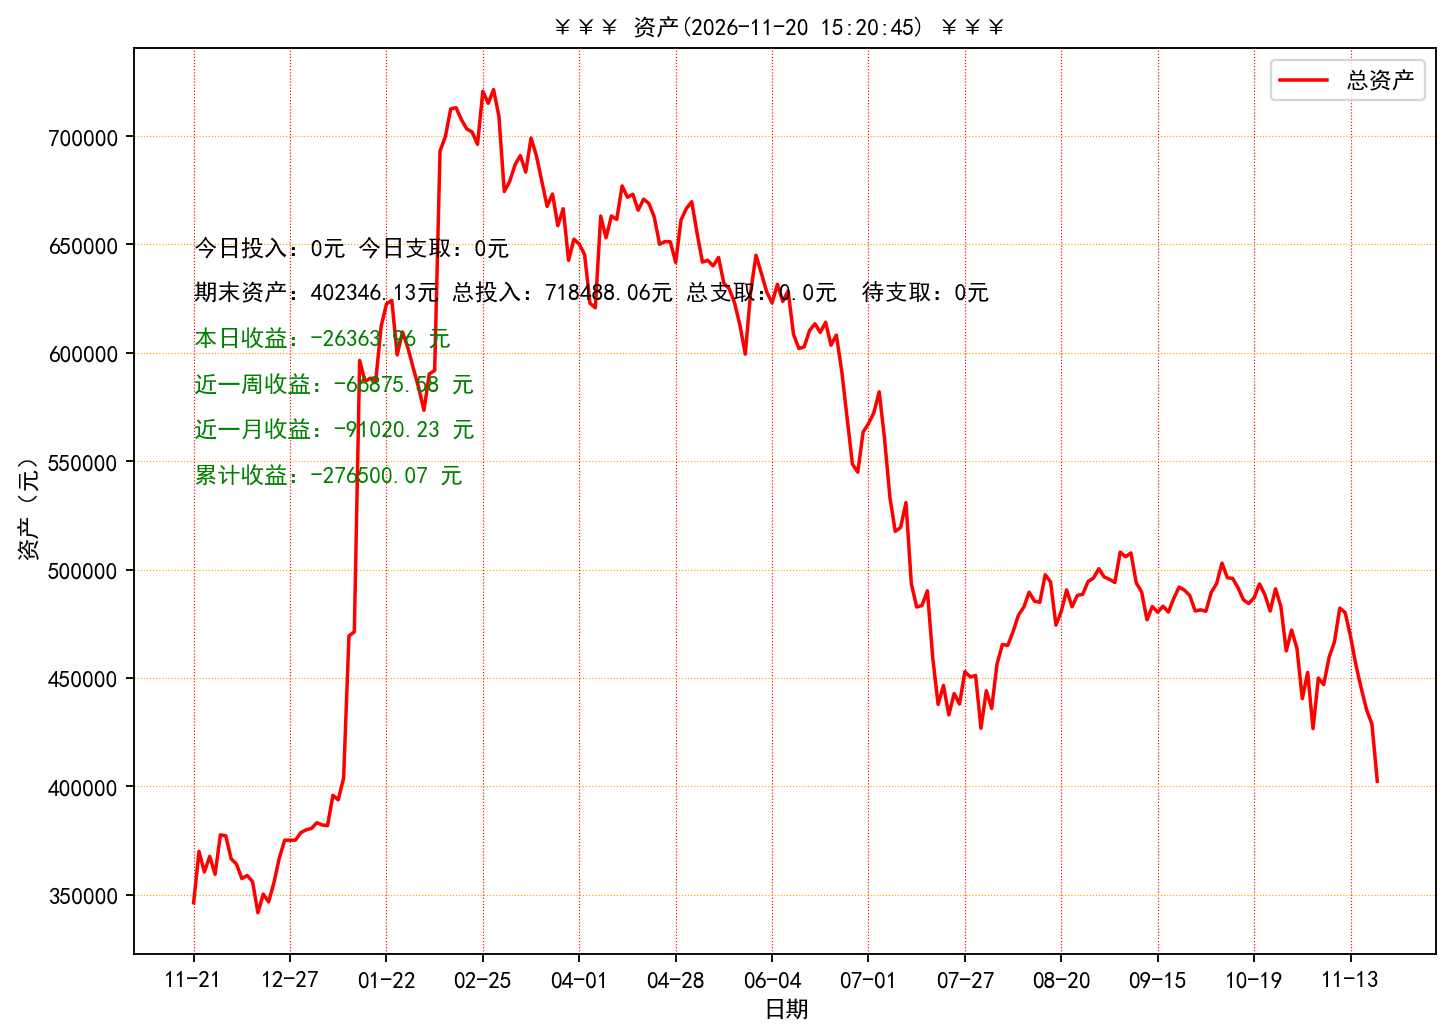 ￥￥￥ 资产(2026-11-20 15:20:45) ￥￥￥
总资产
700000
650000
600000
550000
500000
450000
400000
350000
资产（元）
今日投入：0元 今日支取：0元
期末资产：402346.13元 总投入：718488.06元 总支取：0.0元 待支取：0元
本日收益：-26363.96 元
近一周收益：-66875.58 元
近一月收益：-91020.23 元
累计收益：-276500.07 元
11-21 12-27 01-22 02-25 04-01 04-28 06-04 07-01 07-27 08-20 09-15 10-19 11-13
日期